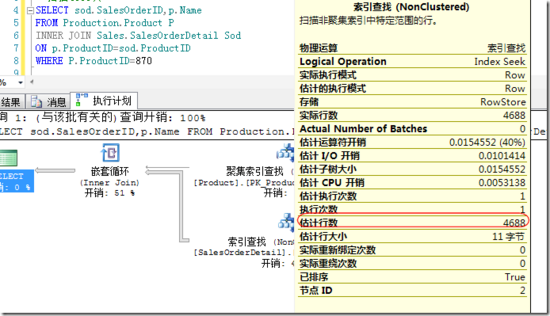 SELECT sod.SalesOrderID,p.Name
FROM Production.Product P
INNER JOIN Sales.SalesOrderDetail Sod
ON p.ProductID=sod.ProductID
WHERE P.ProductID=870
4
5
6
7
8
结果 消息 执行计划
询 1: (与该批有关的)查询开销: 100%
ELECT sod.SalesOrderID,p.Name FROM Production.
SELECT
销: 0 %
嵌套循环
(Inner Join)
开销: 51 %
聚集索引查找
[Product].[PK_Produ
索引查找 (Non
[SalesOrderDetail].
开销: 4
索引查找 (NonClustered)
扫描非聚集索引中特定范围的行。
物理运算 索引查找
Logical Operation Index Seek
实际执行模式 Row
估计的执行模式 Row
存储 RowStore
实际行数 4688
Actual Number of Batches 0
估计运算符开销 0.0154552 (40%)
估计 I/O 开销 0.0101414
估计子树大小 0.0154552
估计 CPU 开销 0.0053138
估计执行次数 1
执行次数 1
估计行数 4688
估计行大小 11 字节
实际重新绑定次数 0
实际重绕次数 0
已排序 True
节点 ID 2